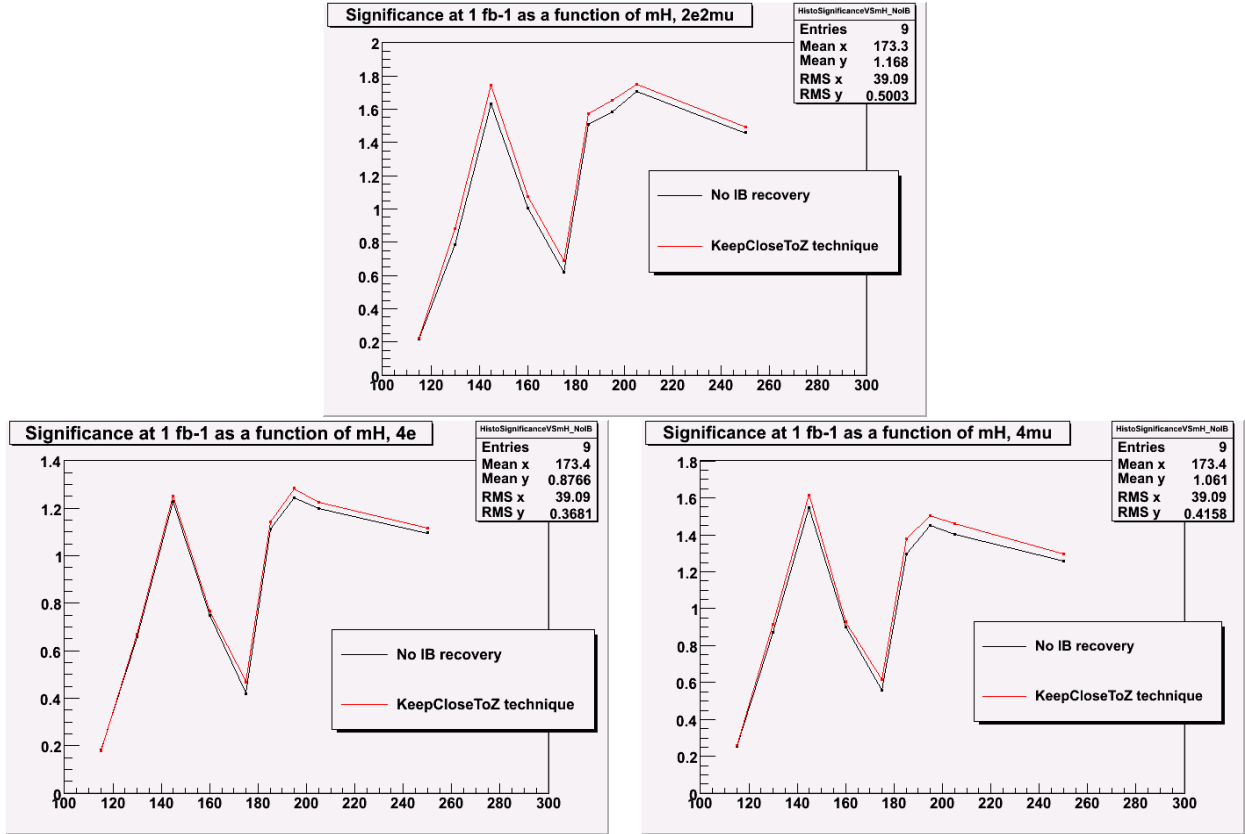 Significance at 1 fb-1 as a function of mH, 2e2mu
HistoSignificanceVSmH_NoIB
Entries 9
Mean x 173.3
Mean y 1.168
RMS x 39.09
RMS y 0.5003
2
1.8
1.6
1.4
1.2
1
0.8
0.6
0.4
0.2
0
No IB recovery
KeepCloseToZ technique
100 120 140 160 180 200 220 240 260 280 300
Significance at 1 fb-1 as a function of mH, 4e
HistoSignificanceVSmH_NoIB
Entries 9
Mean x 173.4
Mean y 0.8766
RMS x 39.09
RMS y 0.3681
1.4
1.2
1
0.8
0.6
0.4
0.2
0
No IB recovery
KeepCloseToZ technique
100 120 140 160 180 200 220 240 260 280 300
Significance at 1 fb-1 as a function of mH, 4mu
HistoSignificanceVSmH_NoIB
Entries 9
Mean x 173.4
Mean y 1.061
RMS x 39.09
RMS y 0.4158
1.8
1.6
1.4
1.2
1
0.8
0.6
0.4
0.2
0
No IB recovery
KeepCloseToZ technique
100 120 140 160 180 200 220 240 260 280 300